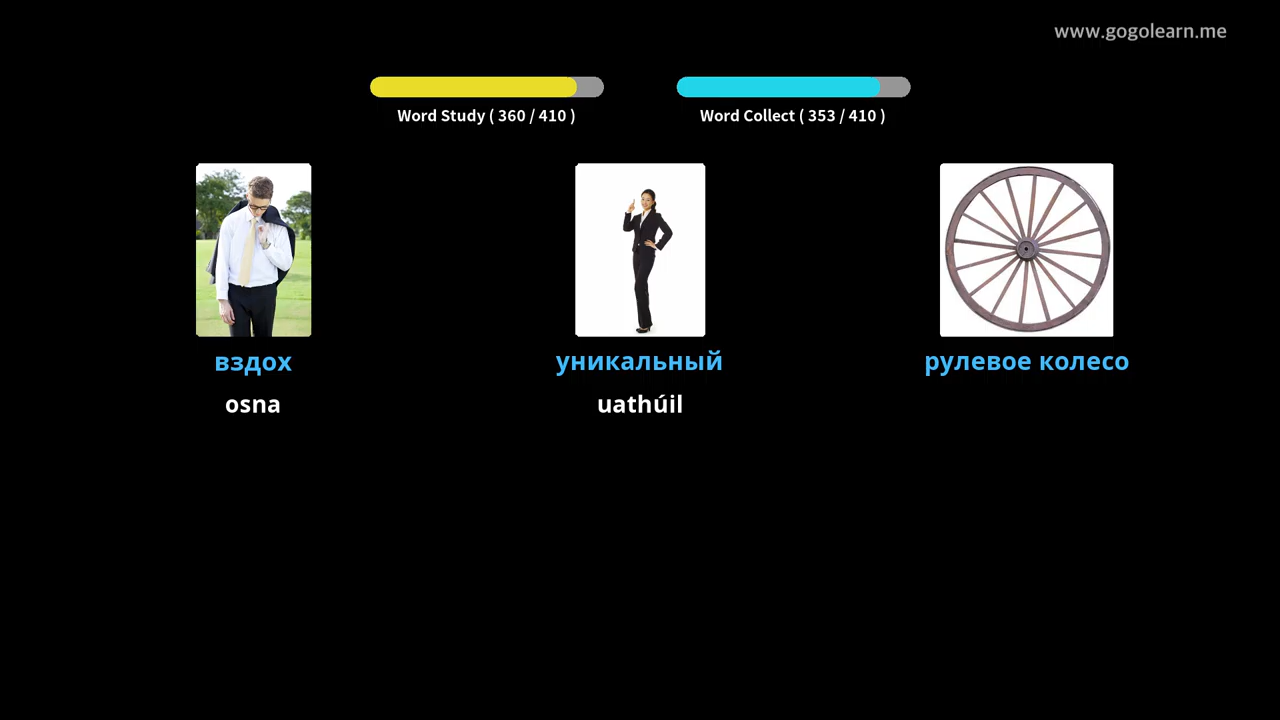 www.gogolearn.me
Word Study ( 360 / 410 )
Word Collect ( 353 / 410 )
вздох
уникальный
рулевое колесо
osna
uathúil